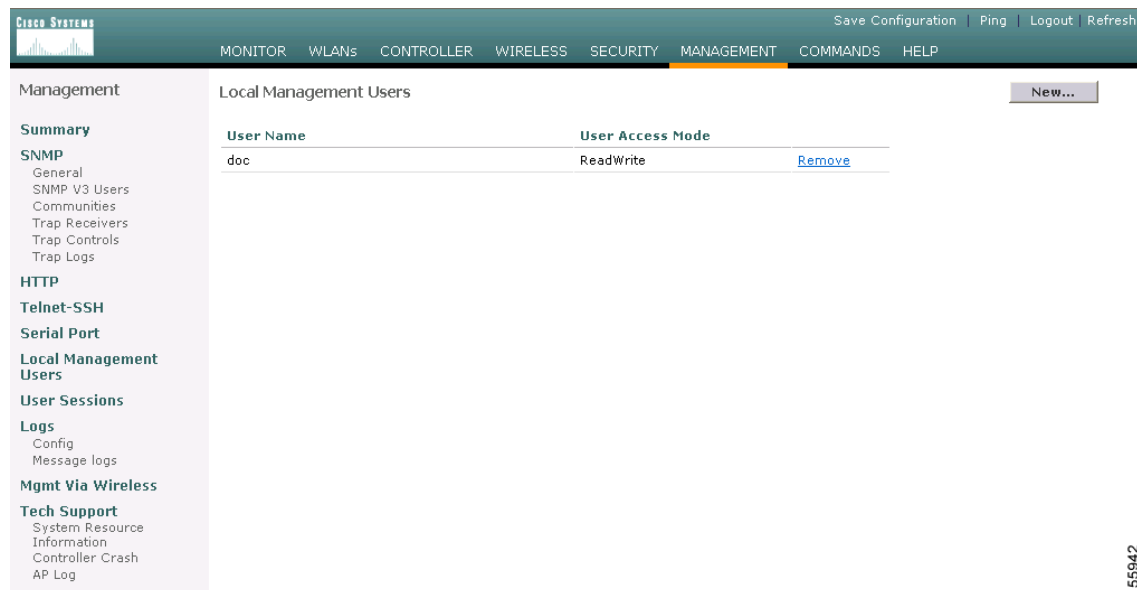 CISCO SYSTEMS
Save Configuration | Ping | Logout | Refresh
MONITOR WLANs CONTROLLER WIRELESS SECURITY MANAGEMENT COMMANDS HELP
Management
Summary
SNMP
General
SNMP V3 Users
Communities
Trap Receivers
Trap Controls
Trap Logs
HTTP
Telnet-SSH
Serial Port
Local Management
Users
User Sessions
Logs
Config
Message logs
Mgmt Via Wireless
Tech Support
System Resource
Information
Controller Crash
AP Log
Local Management Users
New...
User Name User Access Mode
doc ReadWrite Remove
55942